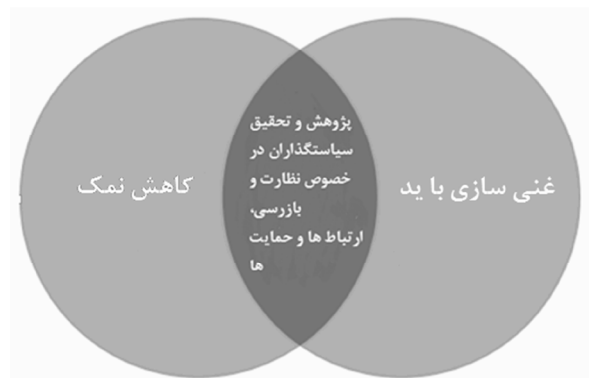 غنی سازی با ید
پژوهش و تحقیق
سیاستگذاران در
خصوص نظارت و
بازرسی،
ارتباط ها و حمایت
ها
کاهش نمک